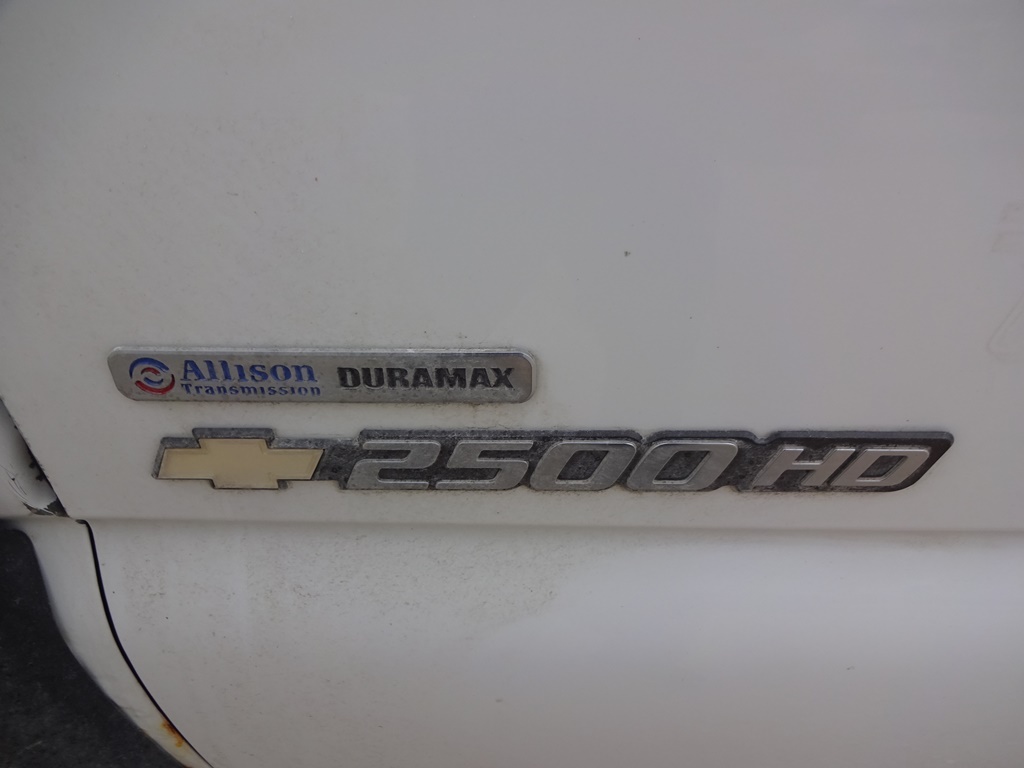 Allison DURAMAX
Transmission
2500 HD